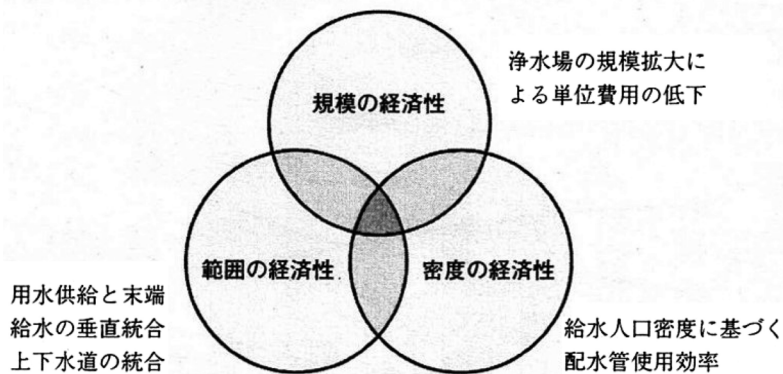 浄水場の規模拡大に
よる単位費用の低下
規模の経済性
範囲の経済性
密度の経済性
用水供給と末端
給水の垂直統合
上下水道の統合
給水人口密度に基づく
配水管使用効率